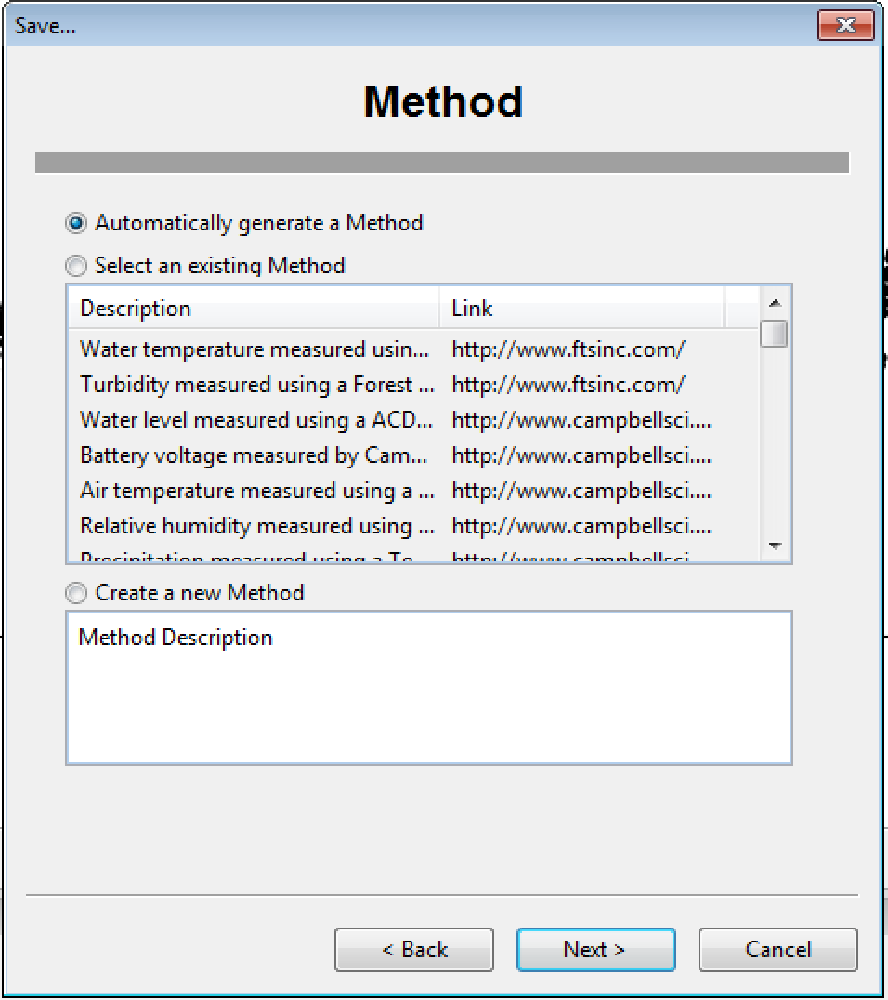 Save...
Method
Automatically generate a Method
Select an existing Method
Description Link
Water temperature measured usin... http://www.ftsinc.com/
Turbidity measured using a Forest ... http://www.ftsinc.com/
Water level measured using a ACD... http://www.campbellsci....
Battery voltage measured by Cam... http://www.campbellsci....
Air temperature measured using a ... http://www.campbellsci....
Relative humidity measured using ... http://www.campbellsci....
Precipitation measured using a Te... http://www.campbellsci....
Create a new Method
Method Description
< Back Next > Cancel